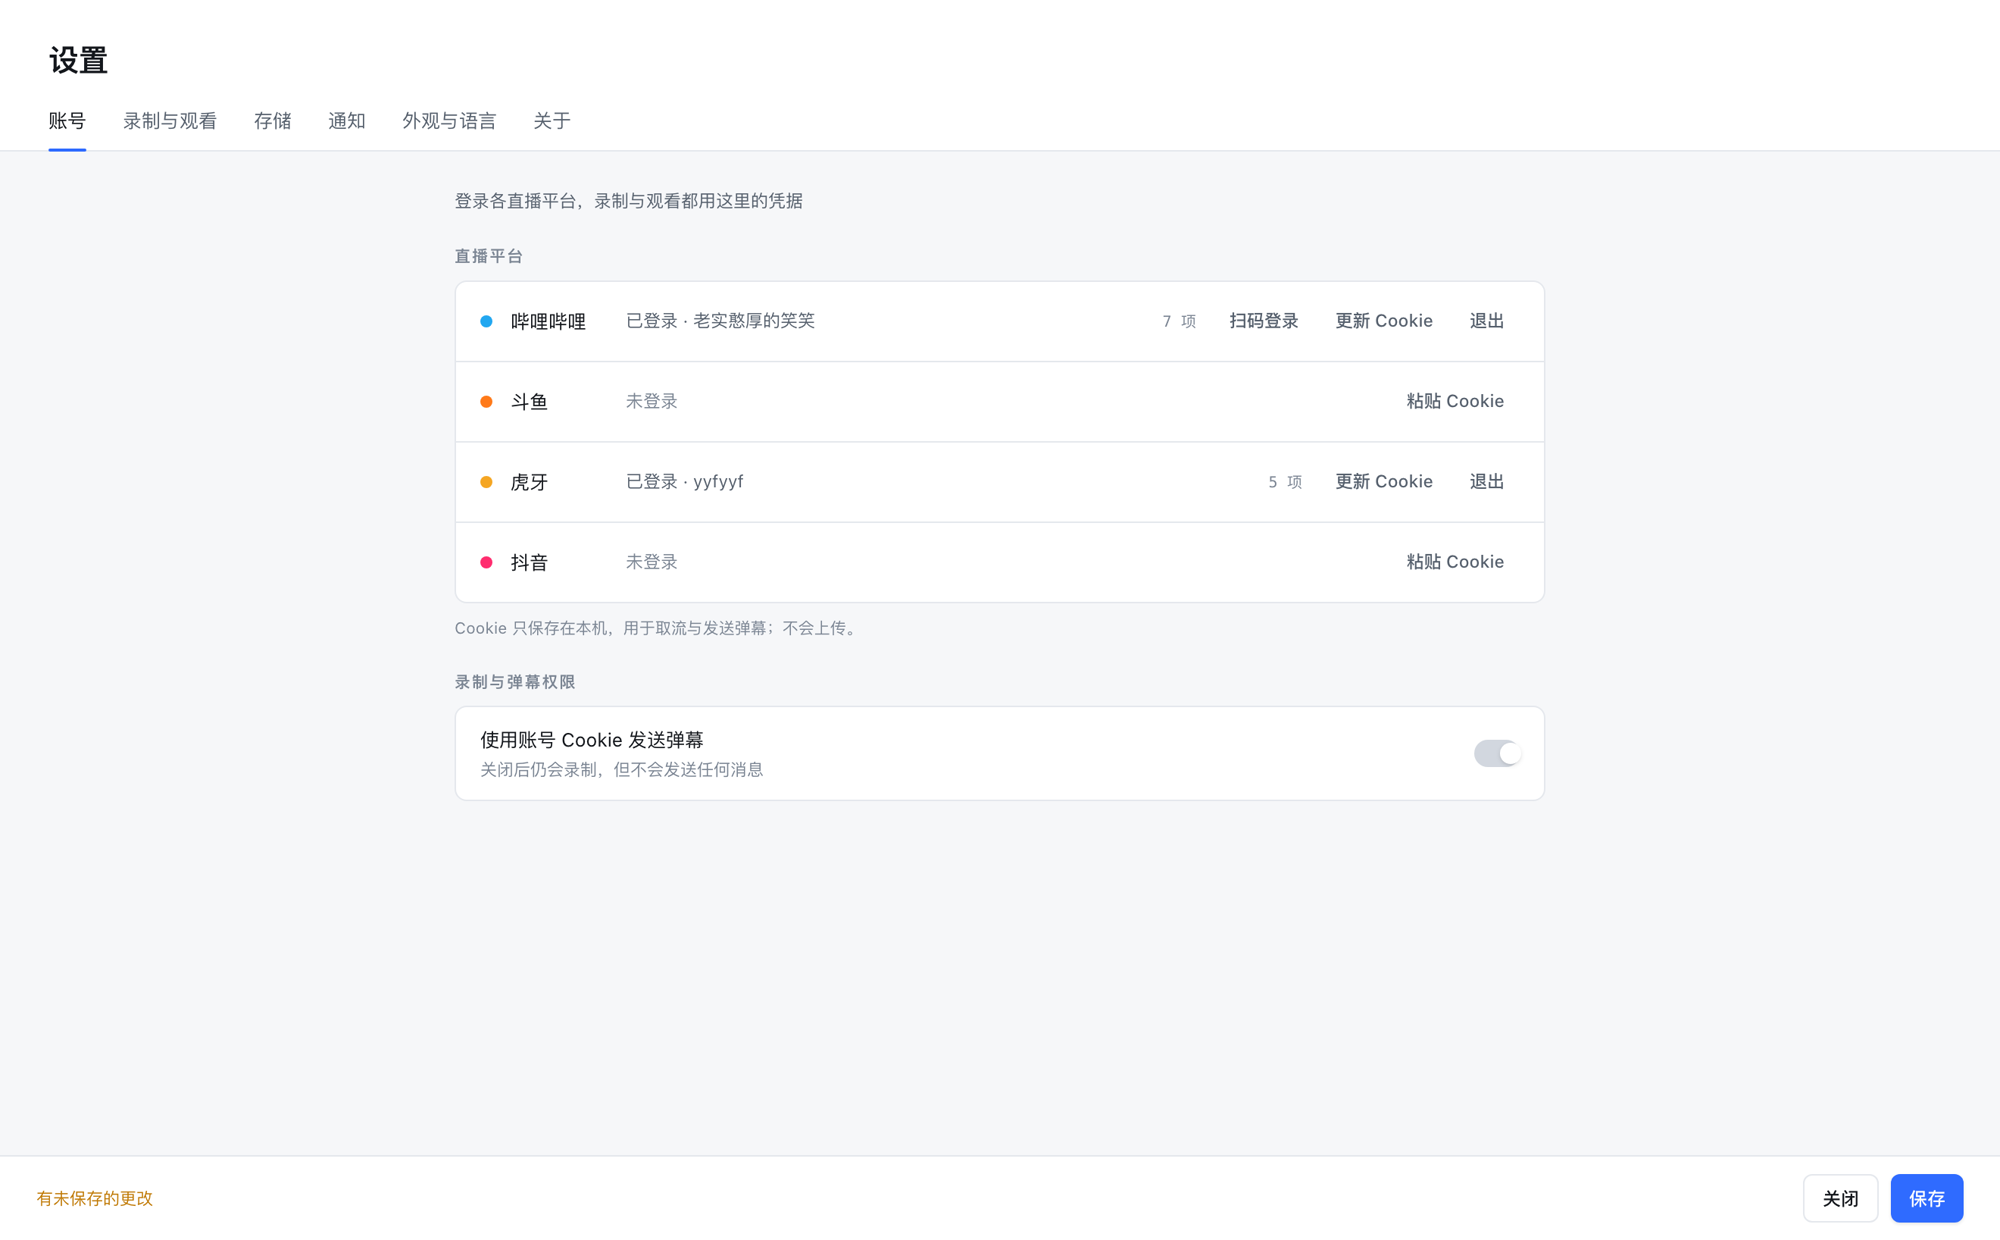 设置
账号 录制与观看 存储 通知 外观与语言 关于
登录各直播平台，录制与观看都用这里的凭据
直播平台
哔哩哔哩 已登录 · 老实憨厚的笑笑 7 项 扫码登录 更新 Cookie 退出
斗鱼 未登录 粘贴 Cookie
虎牙 已登录 · yyfyyf 5 项 更新 Cookie 退出
抖音 未登录 粘贴 Cookie
Cookie 只保存在本机，用于取流与发送弹幕；不会上传。
录制与弹幕权限
使用账号 Cookie 发送弹幕
关闭后仍会录制，但不会发送任何消息
有未保存的更改 关闭 保存